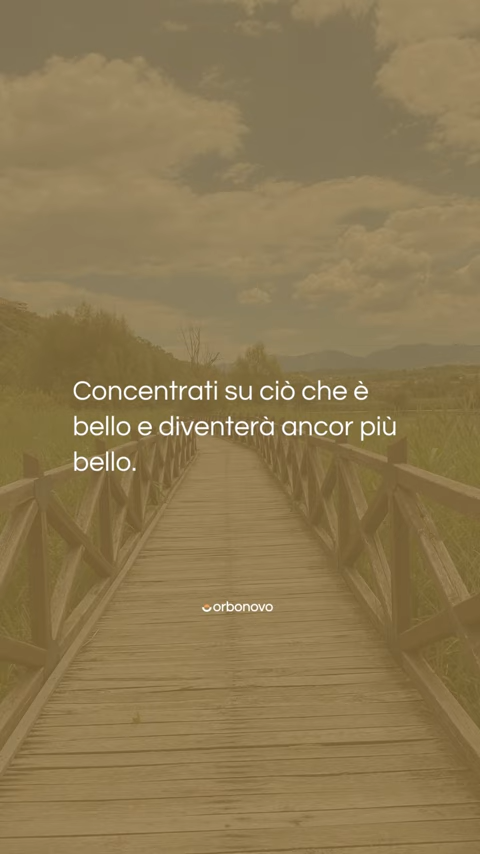 Concentrati su ciò che è
bello e diventerà ancor più
bello.
orbonovo